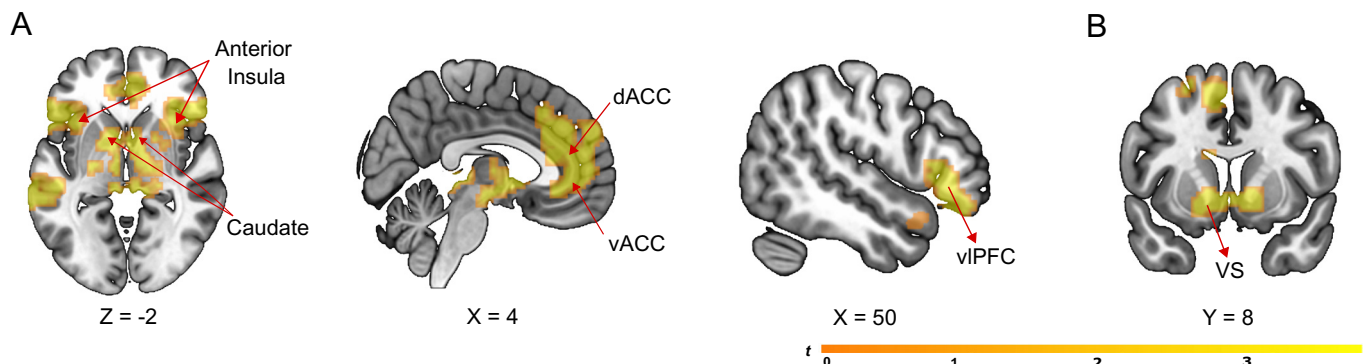 A
B
Anterior
Insula
Caudate
dACC
vACC
vlPFC
VS
Z = -2
X = 4
X = 50
Y = 8
t
0 1 2 3